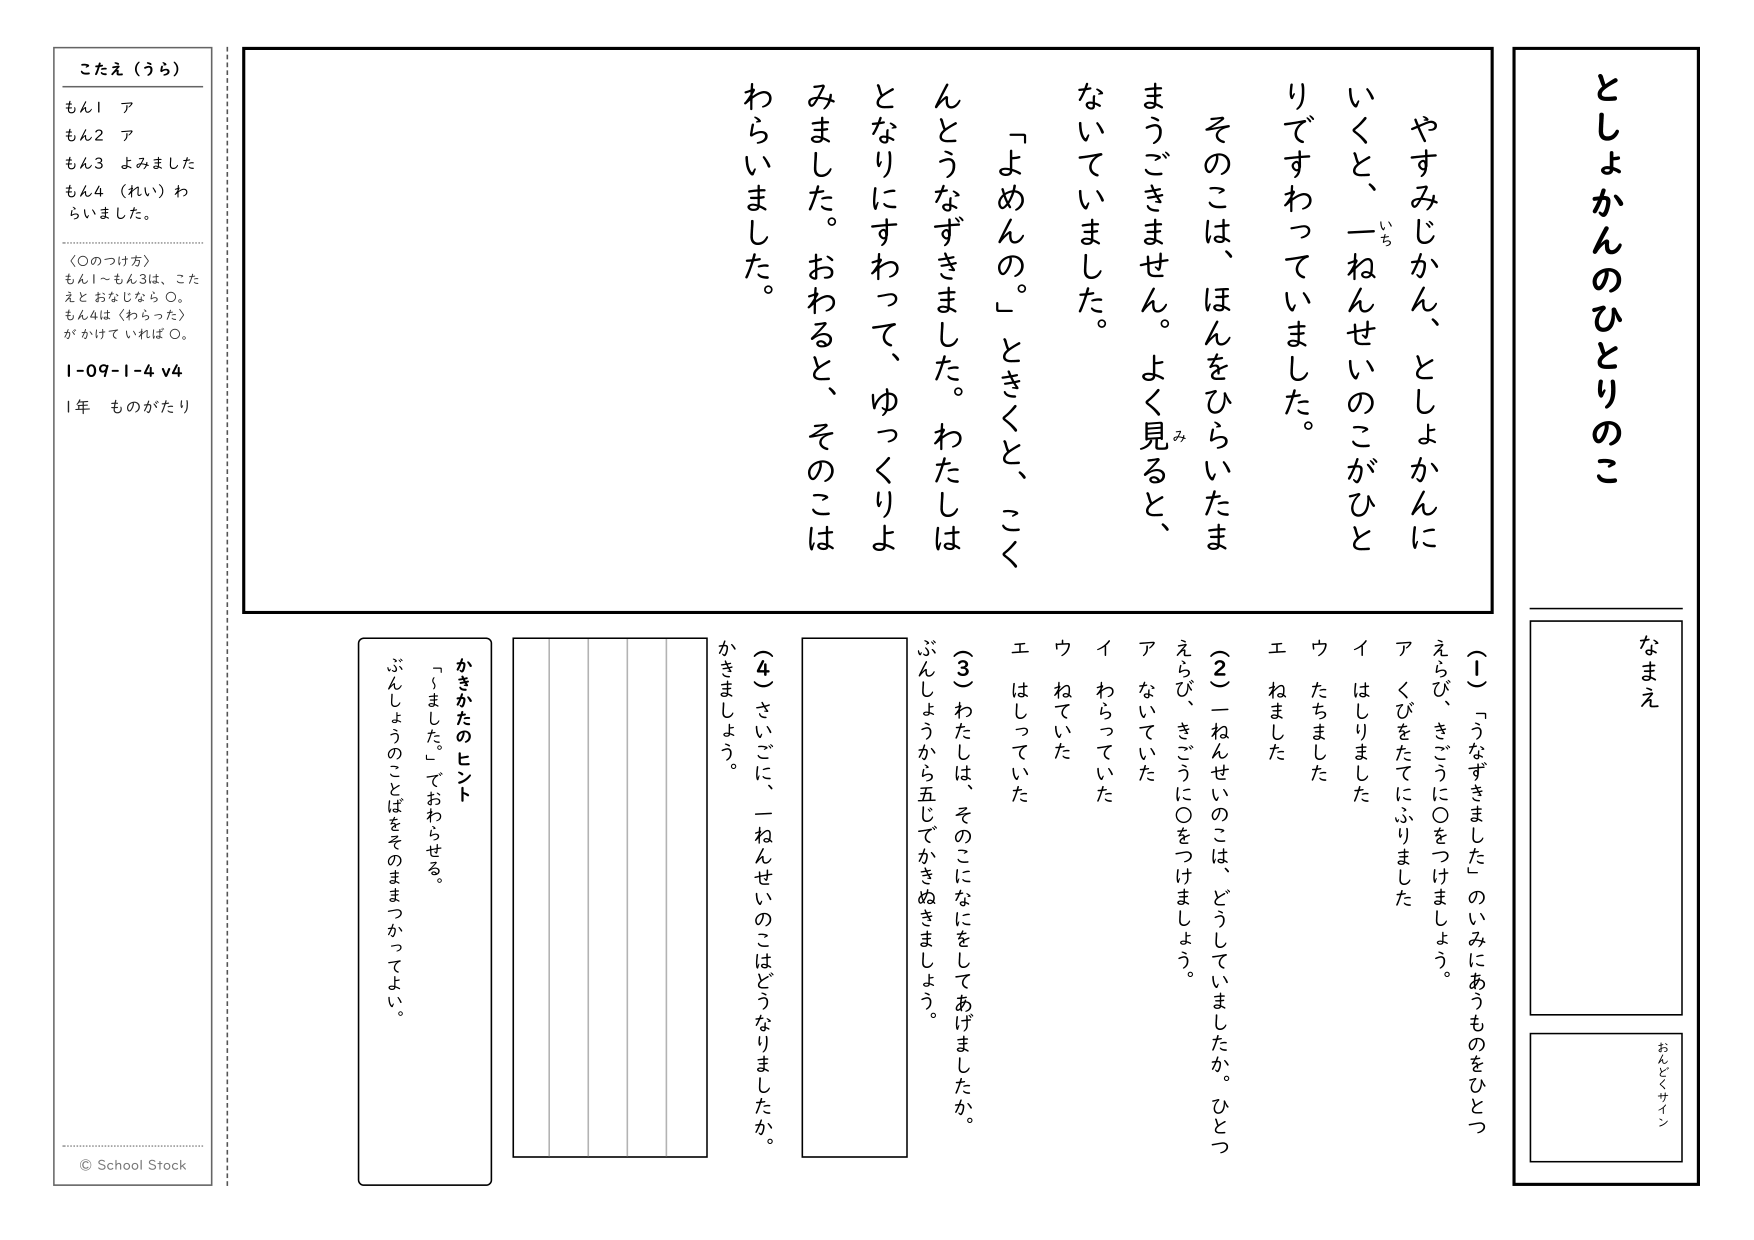 としょかんのひとりのこ
なまえ
おんどくサイン
やすみじかん、としょかんに
いくと、一ねんせいのこがひと
いち
りですわっていました。
そのこは、ほんをひらいたま
まうごきません。よく見ると、
み
ないていました。
「よめんの。」ときくと、こく
んとうなずきました。わたしは
となりにすわって、ゆっくりよ
みました。おわると、そのこは
わらいました。
(1)「うなずきました」のいみにあうものをひとつ
えらび、きごうに○をつけましょう。
ア　くびをたてにふりました
イ　はしりました
ウ　たちました
エ　ねました
(2)一ねんせいのこは、どうしていましたか。ひとつ
えらび、きごうに○をつけましょう。
ア　ないていた
イ　わらっていた
ウ　ねていた
エ　はしっていた
(3)わたしは、そのこになにをしてあげましたか。
ぶんしょうから五じでかきぬきましょう。
(4)さいごに、一ねんせいのこはどうなりましたか。
かきましょう。
かきかたの ヒント
「～ました。」でおわらせる。
ぶんしょうのことばをそのままつかってよい。
こたえ（うら）
もん1　ア
もん2　ア
もん3　よみました
もん4　（れい）わ
らいました。
〈○のつけ方〉
もん1～もん3は、こた
えと おなじなら ○。
もん4は〈わらった〉
が かけて いれば ○。
1-09-1-4 v4
1年　ものがたり
© School Stock